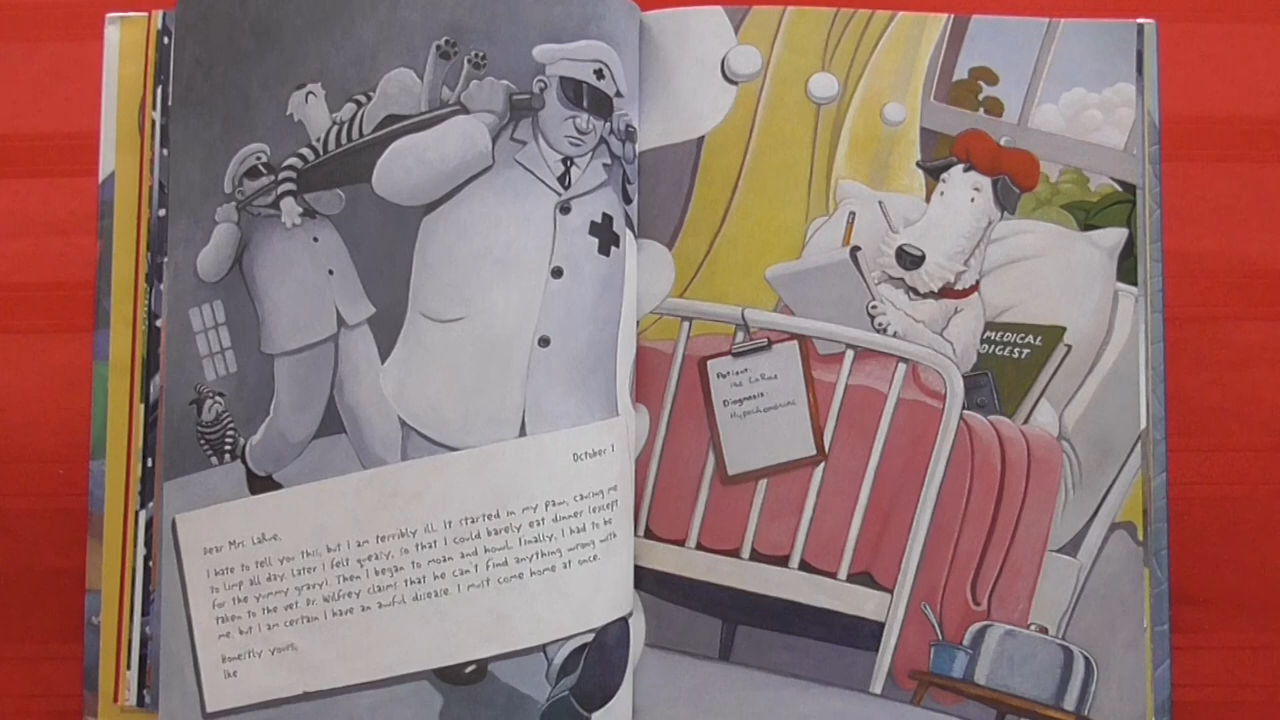 October 1
Dear Mrs. LaRue,
I hate to tell you this, but I am terribly ill. It started in my paw, causing me
to limp all day. Later I felt queasy, so that I could barely eat dinner (except
for the yummy gravy). Then I began to moan and howl. Finally, I had to be
taken to the vet. Dr. Wilfrey claims that he can't find anything wrong with
me, but I am certain I have an awful disease. I must come home at once.
Honestly yours,
Ike
Patient:
Ike LaRue
Diagnosis:
MEDICAL
DIGEST